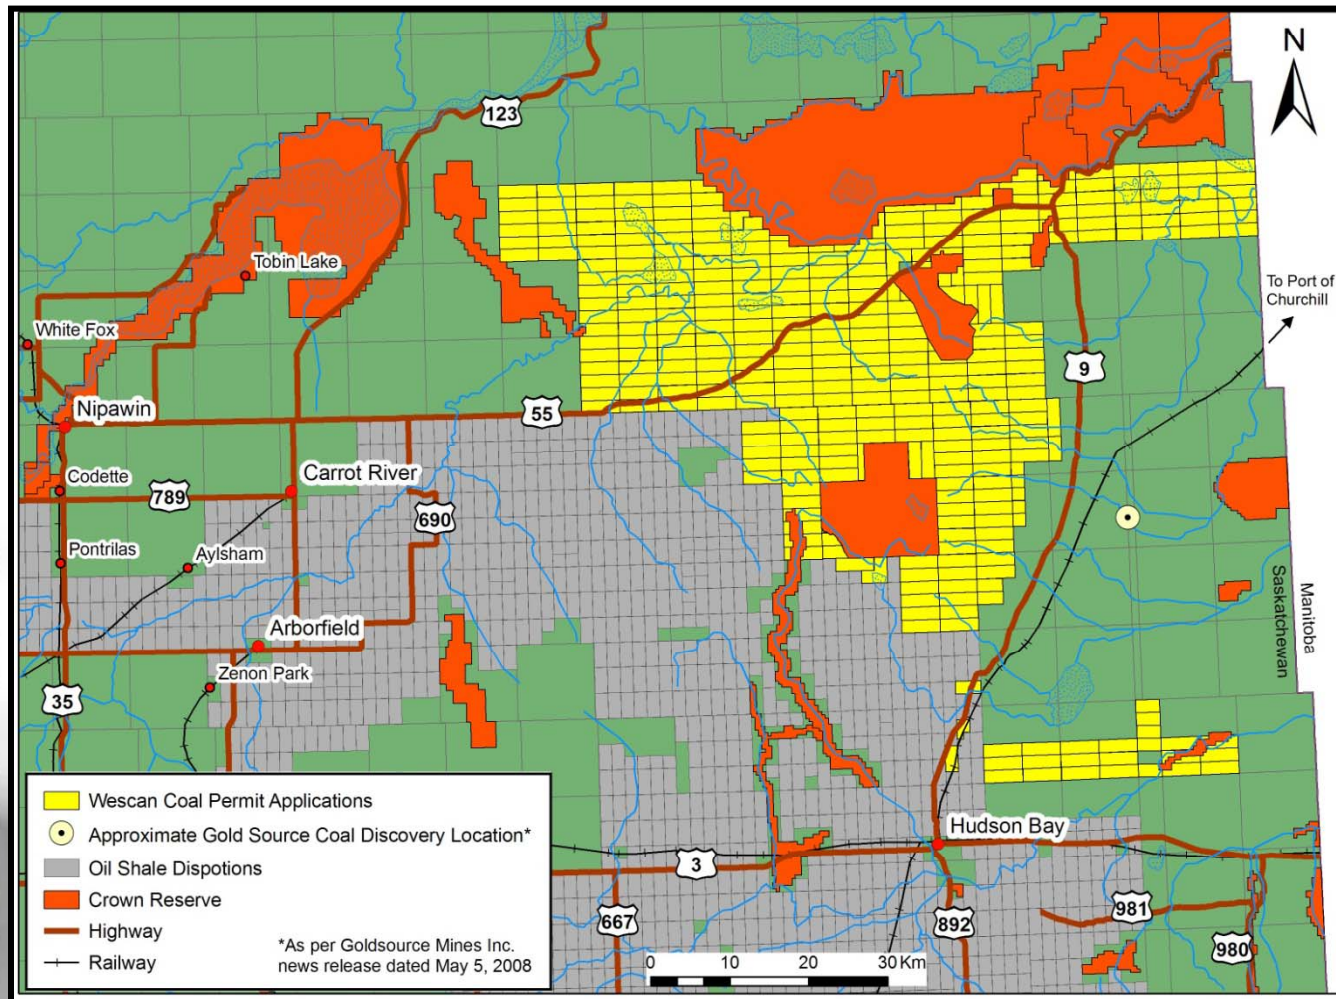 N
123
To Port of
Churchill
Tobin Lake
White Fox
9
Nipawin
55
Codette
Carrot River
789
690
Pontrilas
Aylsham
Saskatchewan
Manitoba
Arborfield
Zenon Park
35
Wescan Coal Permit Applications
Approximate Gold Source Coal Discovery Location*
Oil Shale Dispotions
Crown Reserve
Highway
Railway
*As per Goldsource Mines Inc.
news release dated May 5, 2008
Hudson Bay
3
667
892
981
980
0 10 20 30 Km